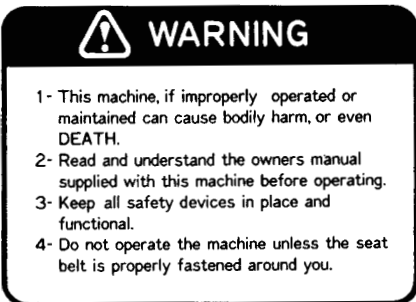 WARNING
1- This machine, if improperly operated or
maintained can cause bodily harm, or even
DEATH.
2- Read and understand the owners manual
supplied with this machine before operating.
3- Keep all safety devices in place and
functional.
4- Do not operate the machine unless the seat
belt is properly fastened around you.